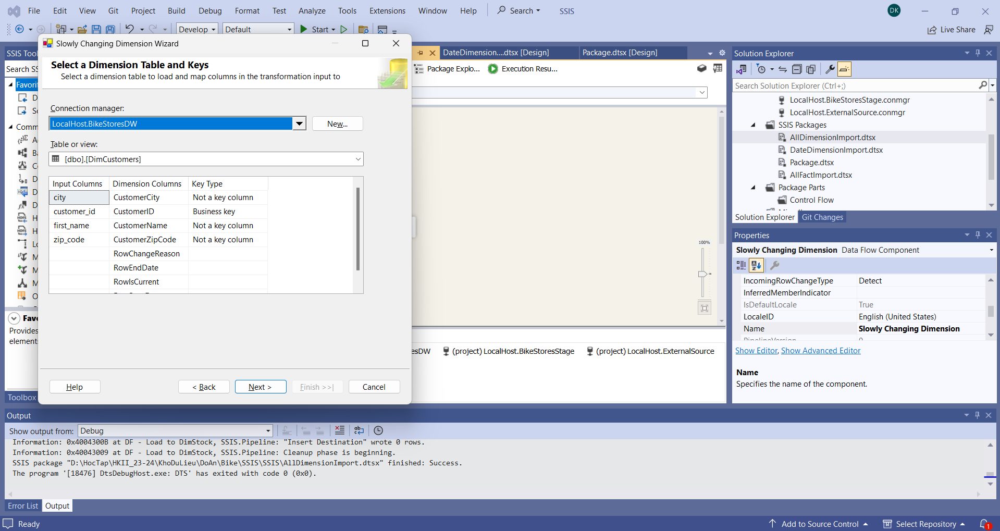 File Edit View Git Project Build Debug Format Test Analyze Tools Extensions Window Help Search SSIS DK
Develop Default Start Live Share
SSIS Tool
Search SS
Favorit
D
So
Comm
A
Ba
Co
D
D
D
H
H
Lo
M
M
M
O
Favo
Provides
element
Toolbox
Slowly Changing Dimension Wizard
Select a Dimension Table and Keys
Select a dimension table to load and map columns in the transformation input to
Connection manager:
LocalHost.BikeStoresDW New...
Table or view:
[dbo].[DimCustomers]
Input Columns Dimension Columns Key Type
city CustomerCity Not a key column
customer_id CustomerID Business key
first_name CustomerName Not a key column
zip_code CustomerZipCode Not a key column
RowChangeReason
RowEndDate
RowIsCurrent
Help < Back Next > Finish >>| Cancel
DateDimension....dtsx [Design] Package.dtsx [Design]
Package Explo... Execution Resu...
100%
esDW (project) LocalHost.BikeStoresStage (project) LocalHost.ExternalSource
Solution Explorer
Search Solution Explorer (Ctrl+;)
LocalHost.BikeStoresStage.conmgr
LocalHost.ExternalSource.conmgr
SSIS Packages
AllDimensionImport.dtsx
DateDimensionImport.dtsx
Package.dtsx
AllFactImport.dtsx
Package Parts
Control Flow
Solution Explorer Git Changes
Properties
Slowly Changing Dimension Data Flow Component
IncomingRowChangeType Detect
InferredMemberIndicator
IsDefaultLocale True
LocaleID English (United States)
Name Slowly Changing Dimension
PipelineVersion 0
Show Editor, Show Advanced Editor
Name
Specifies the name of the component.
Output
Show output from: Debug
Information: 0x4004300B at DF - Load to DimStock, SSIS.Pipeline: "Insert Destination" wrote 0 rows.
Information: 0x40043009 at DF - Load to DimStock, SSIS.Pipeline: Cleanup phase is beginning.
SSIS package "D:\HocTap\HKII_23-24\KhoDuLieu\DoAn\Bike\SSIS\SSIS\AllDimensionImport.dtsx" finished: Success.
The program '[18476] DtsDebugHost.exe: DTS' has exited with code 0 (0x0).
Error List Output
Ready Add to Source Control Select Repository 1